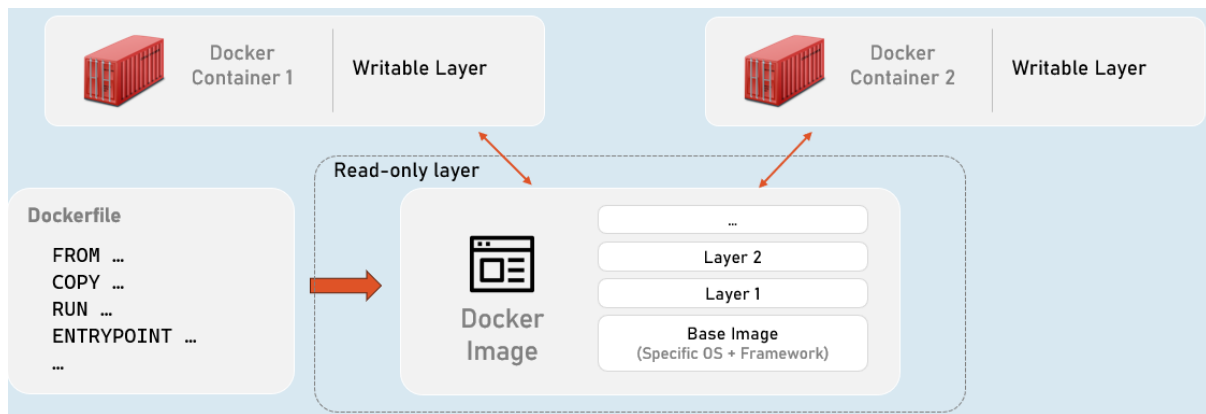 Docker
Container 1
Writable Layer
Docker
Container 2
Writable Layer
Read-only layer
Dockerfile
FROM …
COPY …
RUN …
ENTRYPOINT …
…
Docker
Image
…
Layer 2
Layer 1
Base Image
(Specific OS + Framework)